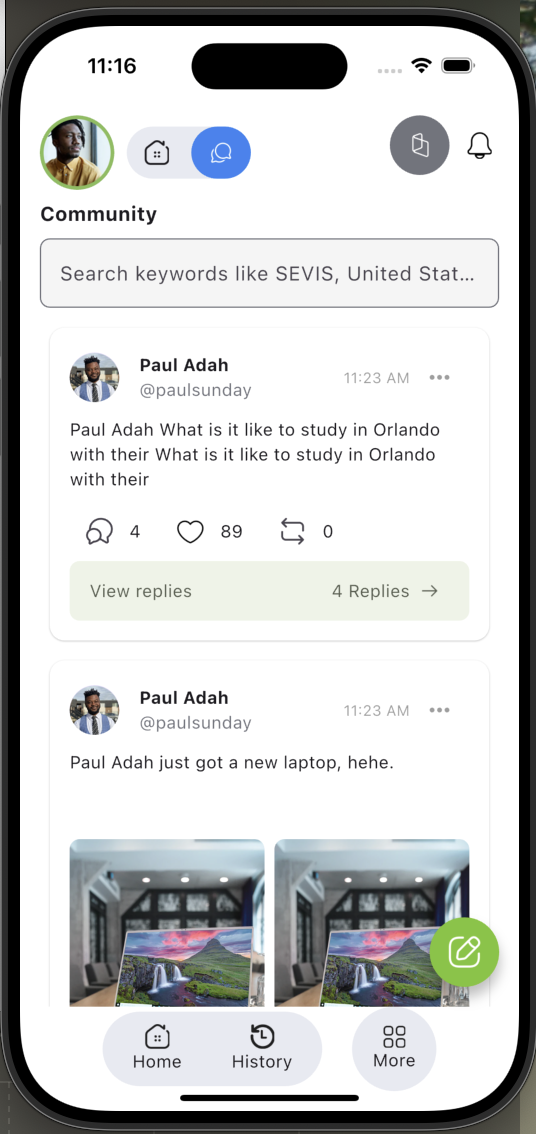 11:16
Community
Search keywords like SEVIS, United Stat...
Paul Adah
@paulsunday
11:23 AM
Paul Adah What is it like to study in Orlando
with their What is it like to study in Orlando
with their
4
89
0
View replies
4 Replies
Paul Adah
@paulsunday
11:23 AM
Paul Adah just got a new laptop, hehe.
Home
History
More